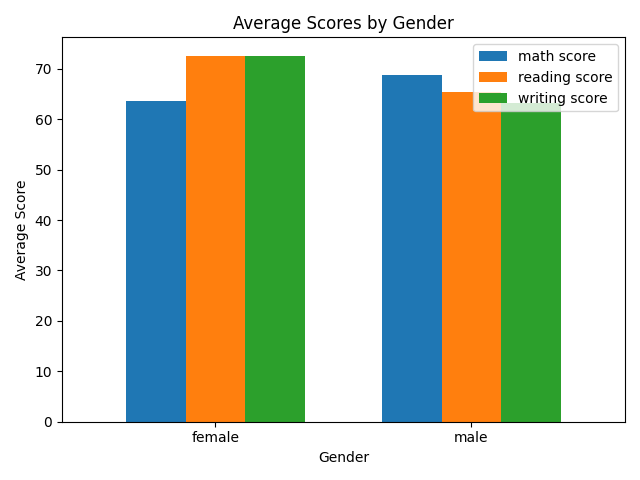 Average Scores by Gender
math score
reading score
writing score
Average Score
70
60
50
40
30
20
10
0
female
male
Gender